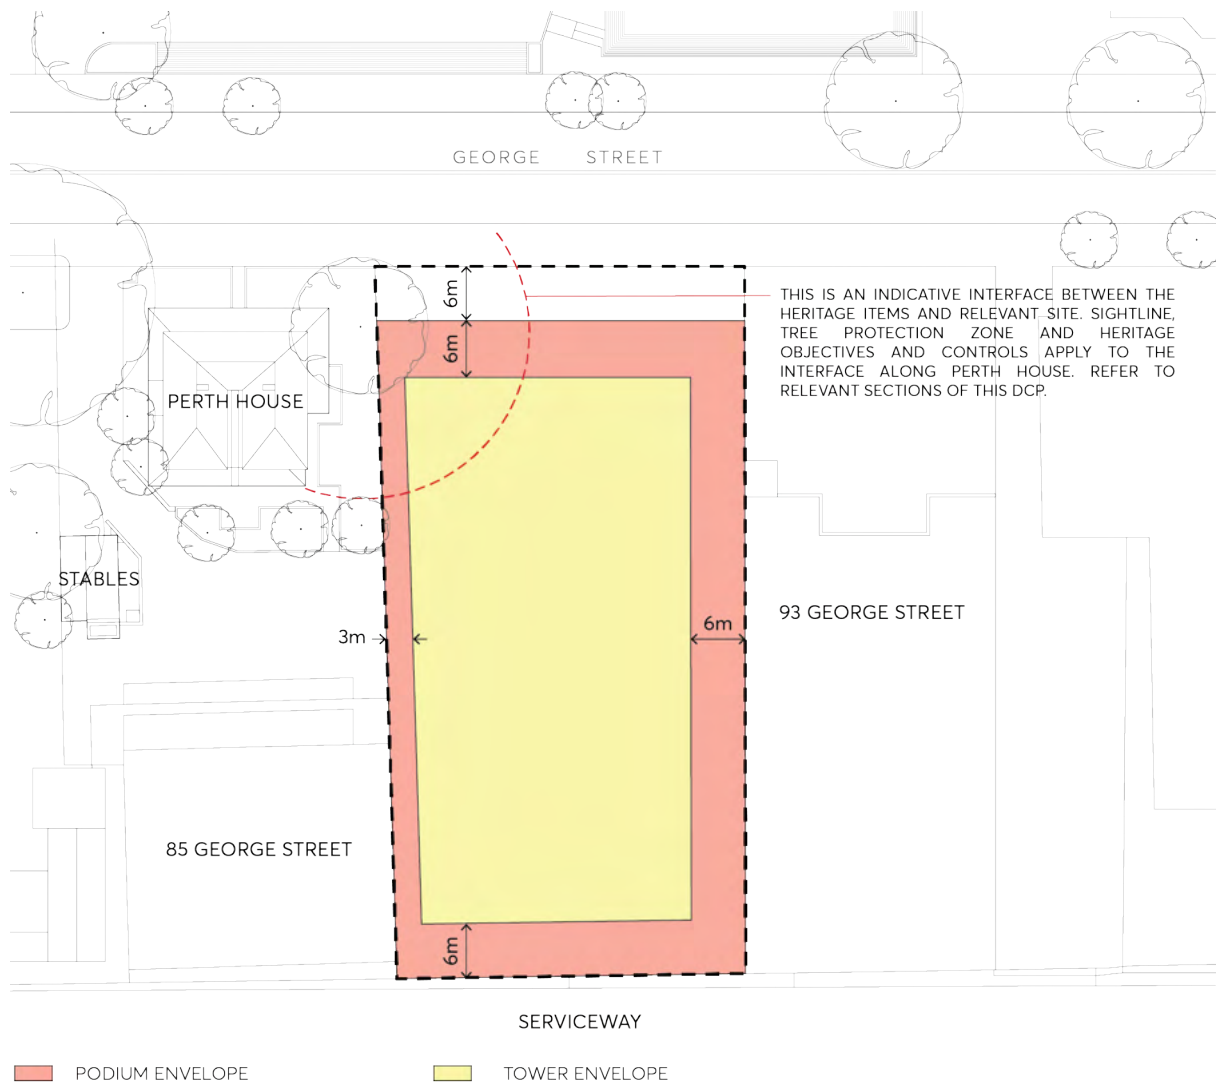 GEORGE STREET
6m
6m
THIS IS AN INDICATIVE INTERFACE BETWEEN THE
HERITAGE ITEMS AND RELEVANT SITE. SIGHTLINE,
TREE PROTECTION ZONE AND HERITAGE
OBJECTIVES AND CONTROLS APPLY TO THE
INTERFACE ALONG PERTH HOUSE. REFER TO
RELEVANT SECTIONS OF THIS DCP.
PERTH HOUSE
STABLES
3m
6m
93 GEORGE STREET
85 GEORGE STREET
6m
SERVICEWAY
PODIUM ENVELOPE
TOWER ENVELOPE